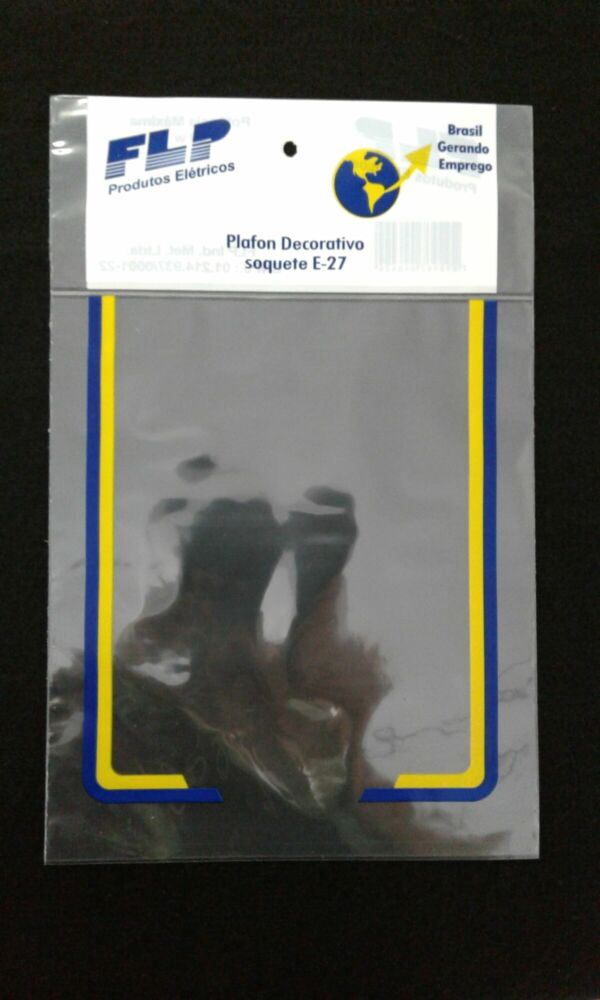 FLP
Produtos Elétricos
Brasil
Gerando
Emprego
Plafon Decorativo
soquete E-27